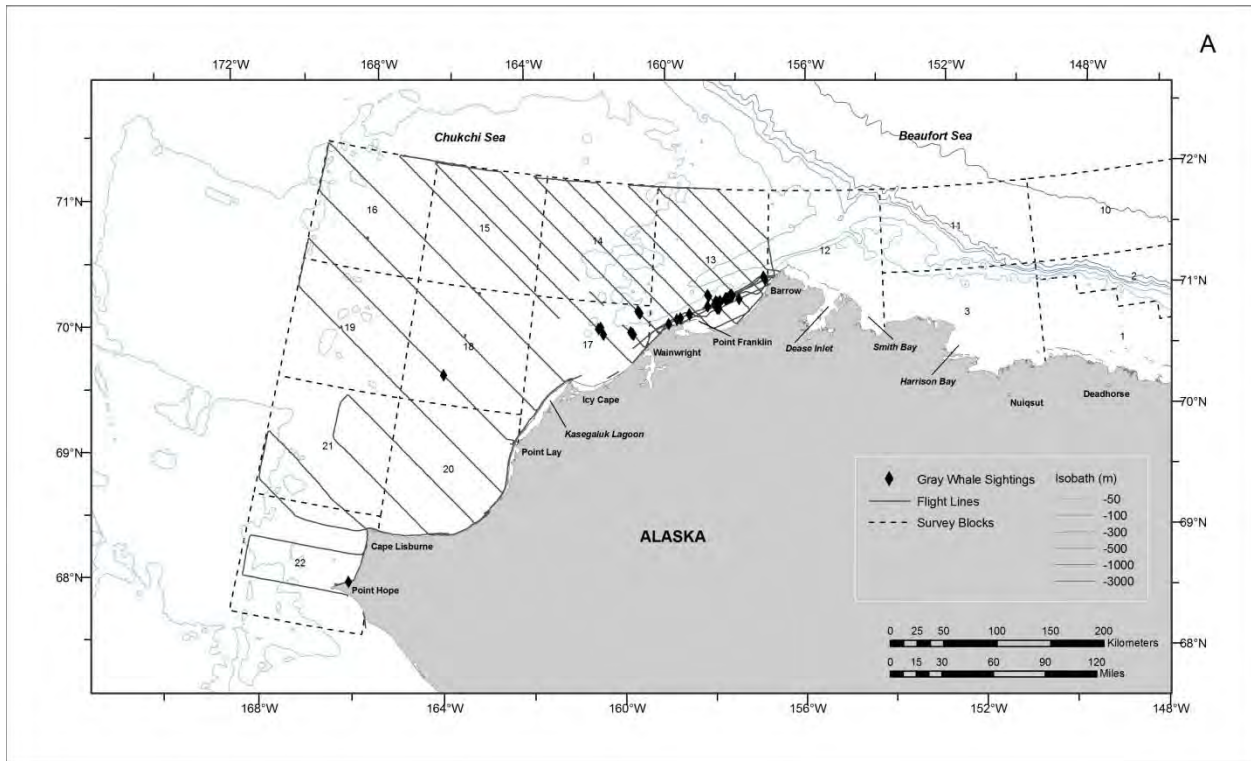 A
172°W 168°W 164°W 160°W 156°W 152°W 148°W
Chukchi Sea
Beaufort Sea
72°N
71°N
16
15
14
13
12
11
10
71°N
2
Barrow
70°N
19
18
17
3
1
Wainwright
Point Franklin
Dease Inlet
Smith Bay
Harrison Bay
Icy Cape
Nuiqsut
Deadhorse
70°N
Kasegaluk Lagoon
69°N
21
20
Point Lay
Gray Whale Sightings
Flight Lines
Survey Blocks
Isobath (m)
-50
-100
-300
-500
-1000
-3000
69°N
Cape Lisburne
ALASKA
68°N
22
Point Hope
0 25 50 100 150 200
Kilometers
68°N
0 15 30 60 90 120
Miles
168°W 164°W 160°W 156°W 152°W 148°W